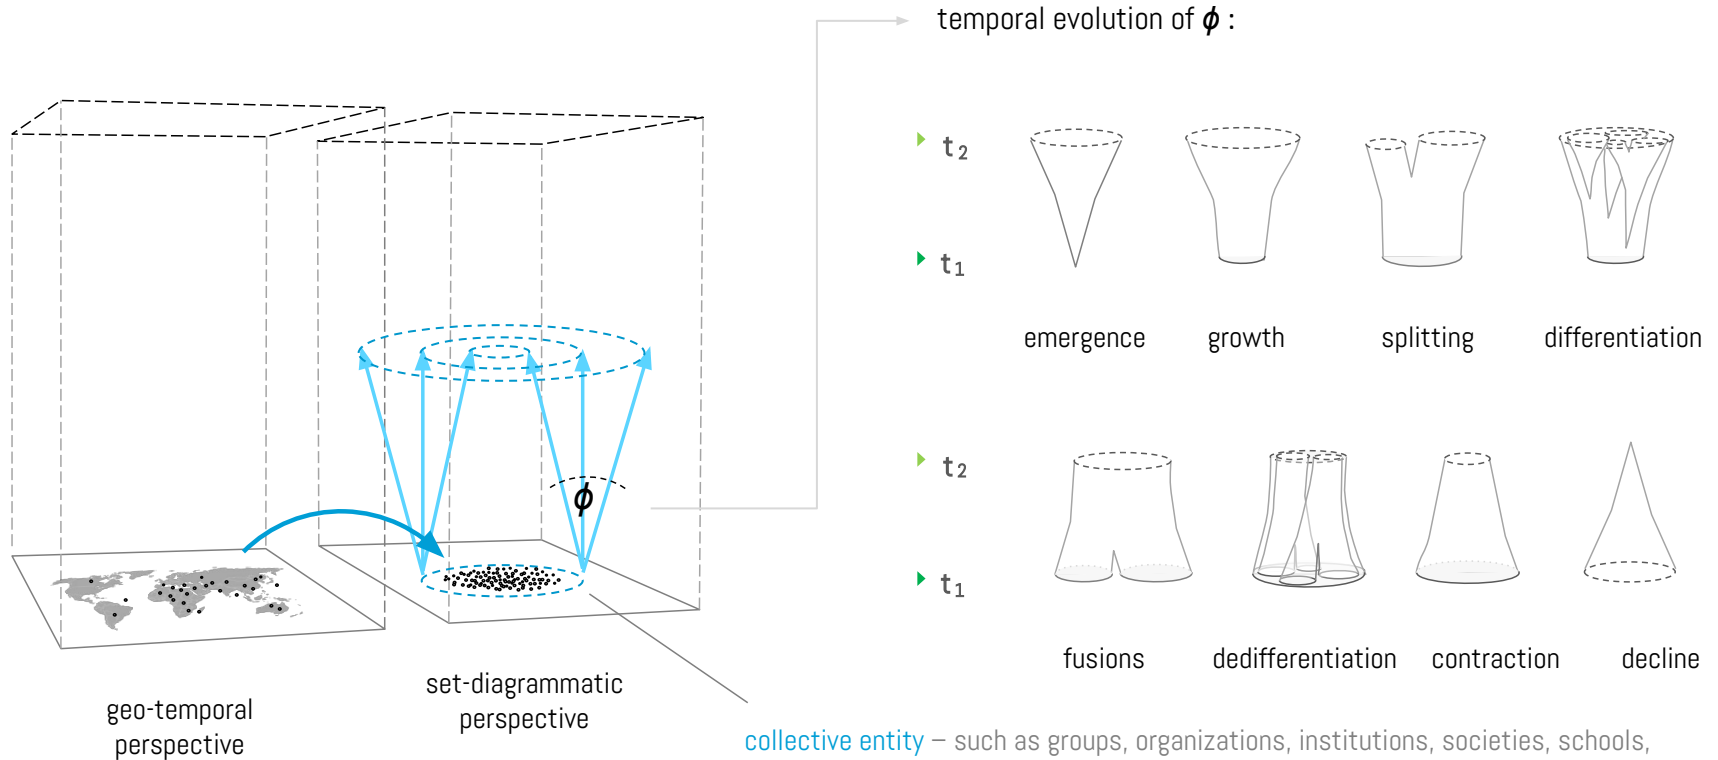 temporal evolution of ϕ :
t2
t1
emergence growth splitting differentiation
t2
t1
fusions dedifferentiation contraction decline
ϕ
geo-temporal
perspective
set-diagrammatic
perspective
collective entity – such as groups, organizations, institutions, societies, schools,